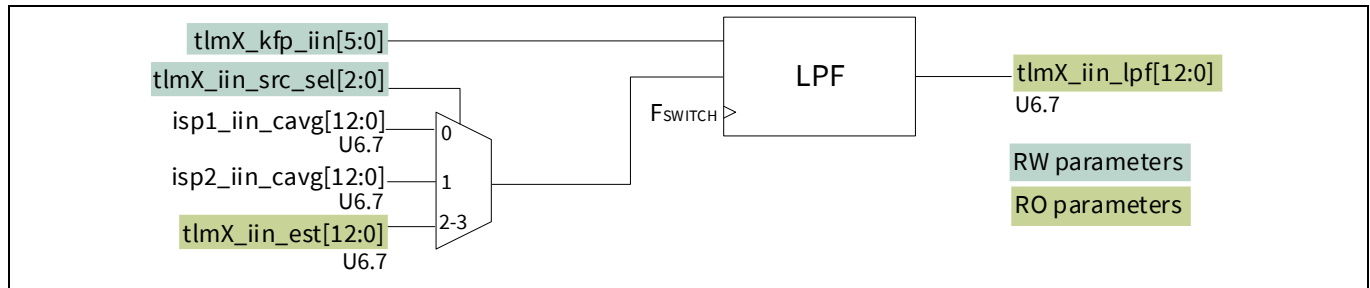 tlmX_kfp_iin[5:0]
tlmX_iin_src_sel[2:0]
isp1_iin_cavg[12:0]
U6.7
isp2_iin_cavg[12:0]
U6.7
tlmX_iin_est[12:0]
U6.7
0
1
2-3
LPF
FSWITCH
tlmX_iin_lpf[12:0]
U6.7
RW parameters
RO parameters